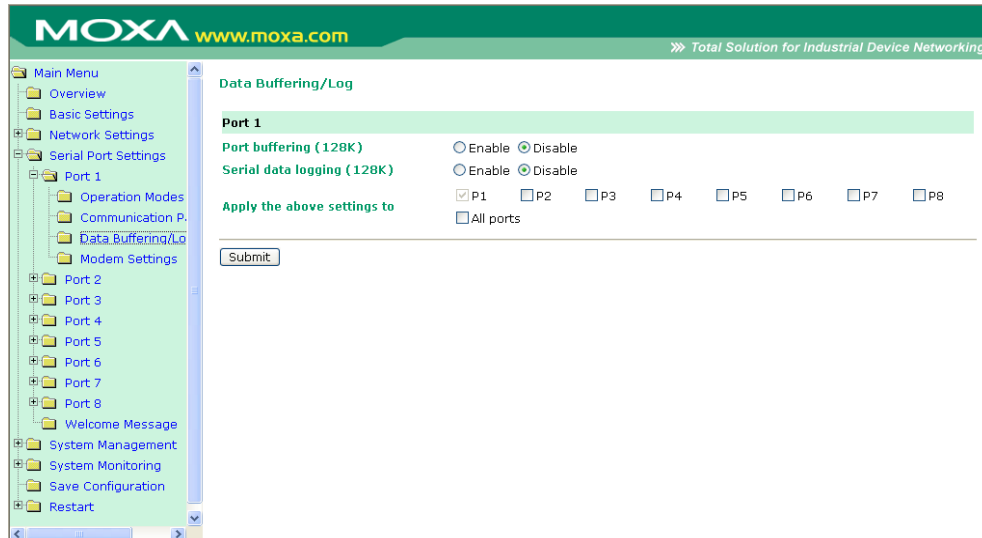 MOXA www.moxa.com
Total Solution for Industrial Device Networking
Main Menu
Overview
Basic Settings
Network Settings
Serial Port Settings
Port 1
Operation Modes
Communication P
Data Buffering/Lo
Modem Settings
Port 2
Port 3
Port 4
Port 5
Port 6
Port 7
Port 8
Welcome Message
System Management
System Monitoring
Save Configuration
Restart
Data Buffering/Log
Port 1
Port buffering (128K) Enable Disable
Serial data logging (128K) Enable Disable
Apply the above settings to P1 P2 P3 P4 P5 P6 P7 P8
All ports
Submit